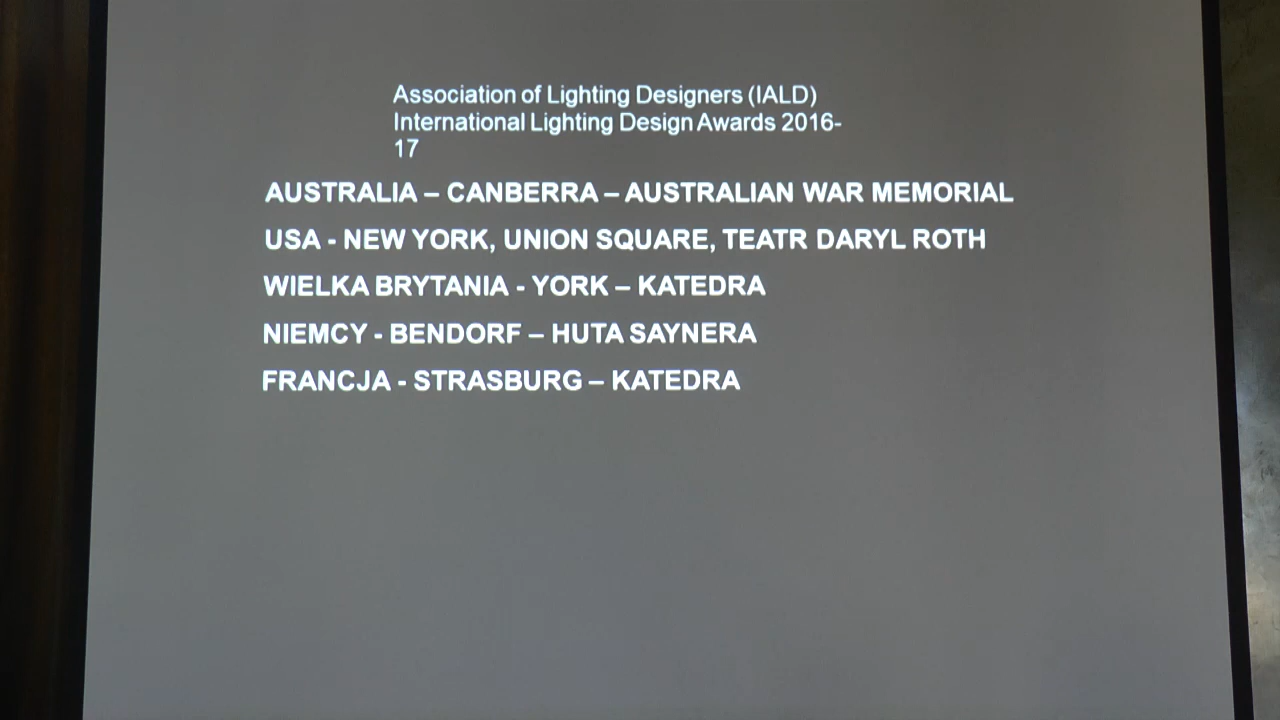 Association of Lighting Designers (IALD)
International Lighting Design Awards 2016-
17
AUSTRALIA – CANBERRA – AUSTRALIAN WAR MEMORIAL
USA - NEW YORK, UNION SQUARE, TEATR DARYL ROTH
WIELKA BRYTANIA - YORK – KATEDRA
NIEMCY - BENDORF – HUTA SAYNERA
FRANCJA - STRASBURG – KATEDRA